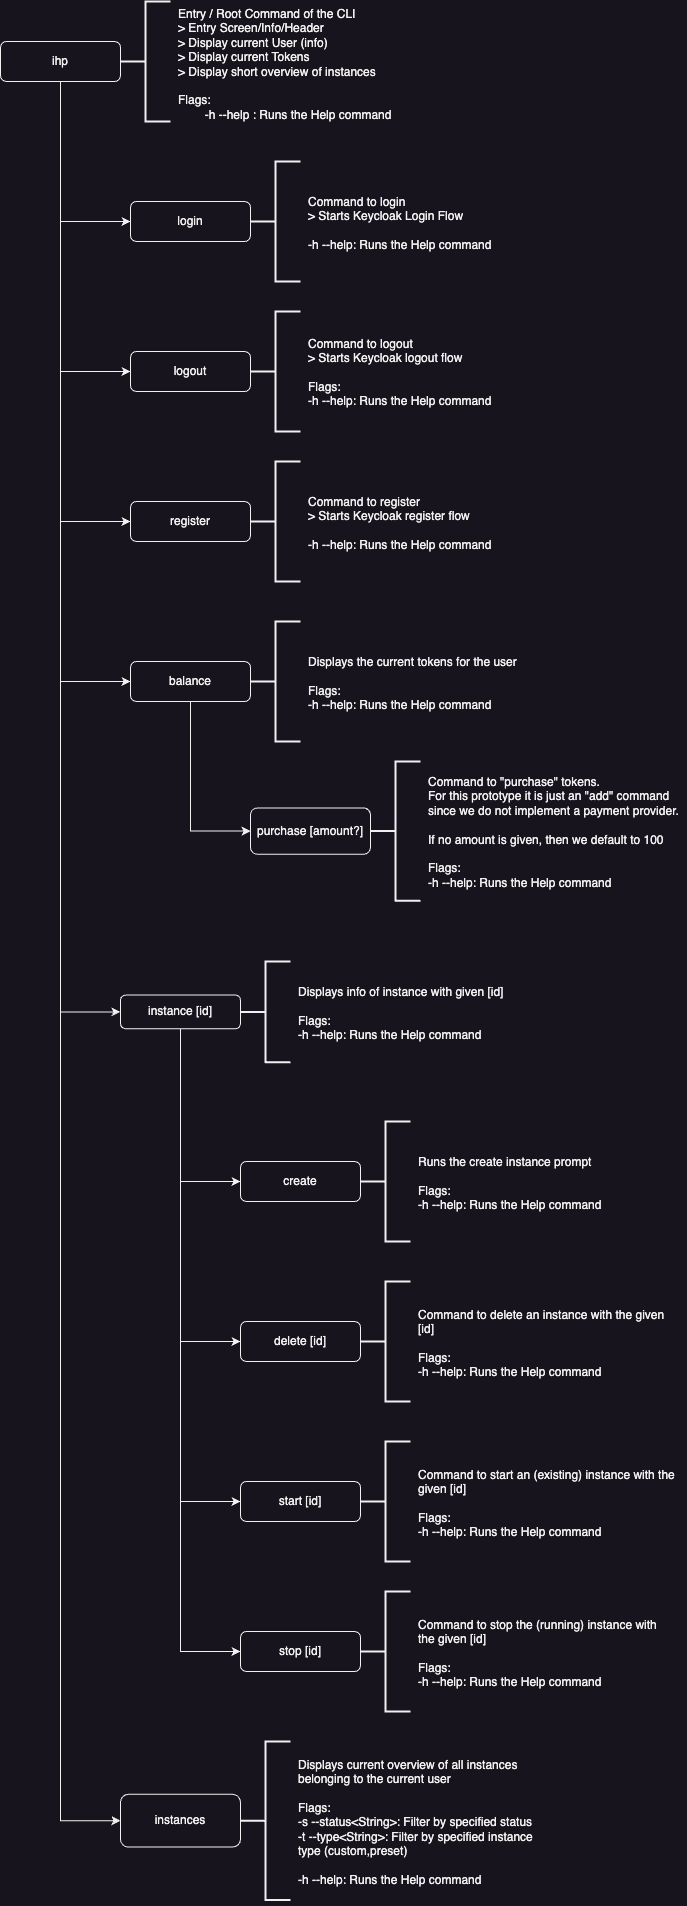 ihp
Entry / Root Command of the CLI
> Entry Screen/Info/Header
> Display current User (info)
> Display current Tokens
> Display short overview of instances
Flags:
-h --help : Runs the Help command
login
Command to login
> Starts Keycloak Login Flow
-h --help: Runs the Help command
logout
Command to logout
> Starts Keycloak logout flow
Flags:
-h --help: Runs the Help command
register
Command to register
> Starts Keycloak register flow
-h --help: Runs the Help command
balance
Displays the current tokens for the user
Flags:
-h --help: Runs the Help command
purchase [amount?]
Command to "purchase" tokens.
For this prototype it is just an "add" command
since we do not implement a payment provider.
If no amount is given, then we default to 100
Flags:
-h --help: Runs the Help command
instance [id]
Displays info of instance with given [id]
Flags:
-h --help: Runs the Help command
create
Runs the create instance prompt
Flags:
-h --help: Runs the Help command
delete [id]
Command to delete an instance with the given
[id]
Flags:
-h --help: Runs the Help command
start [id]
Command to start an (existing) instance with the
given [id]
Flags:
-h --help: Runs the Help command
stop [id]
Command to stop the (running) instance with
the given [id]
Flags:
-h --help: Runs the Help command
instances
Displays current overview of all instances
belonging to the current user
Flags:
-s --status<String>: Filter by specified status
-t --type<String>: Filter by specified instance
type (custom,preset)
-h --help: Runs the Help command